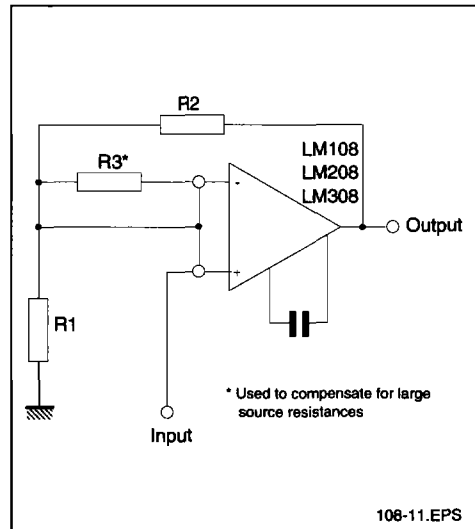 R2
LM108
LM208
LM308
R3*
-
Output
+
R1
* Used to compensate for large
source resistances
Input
108-11.EPS